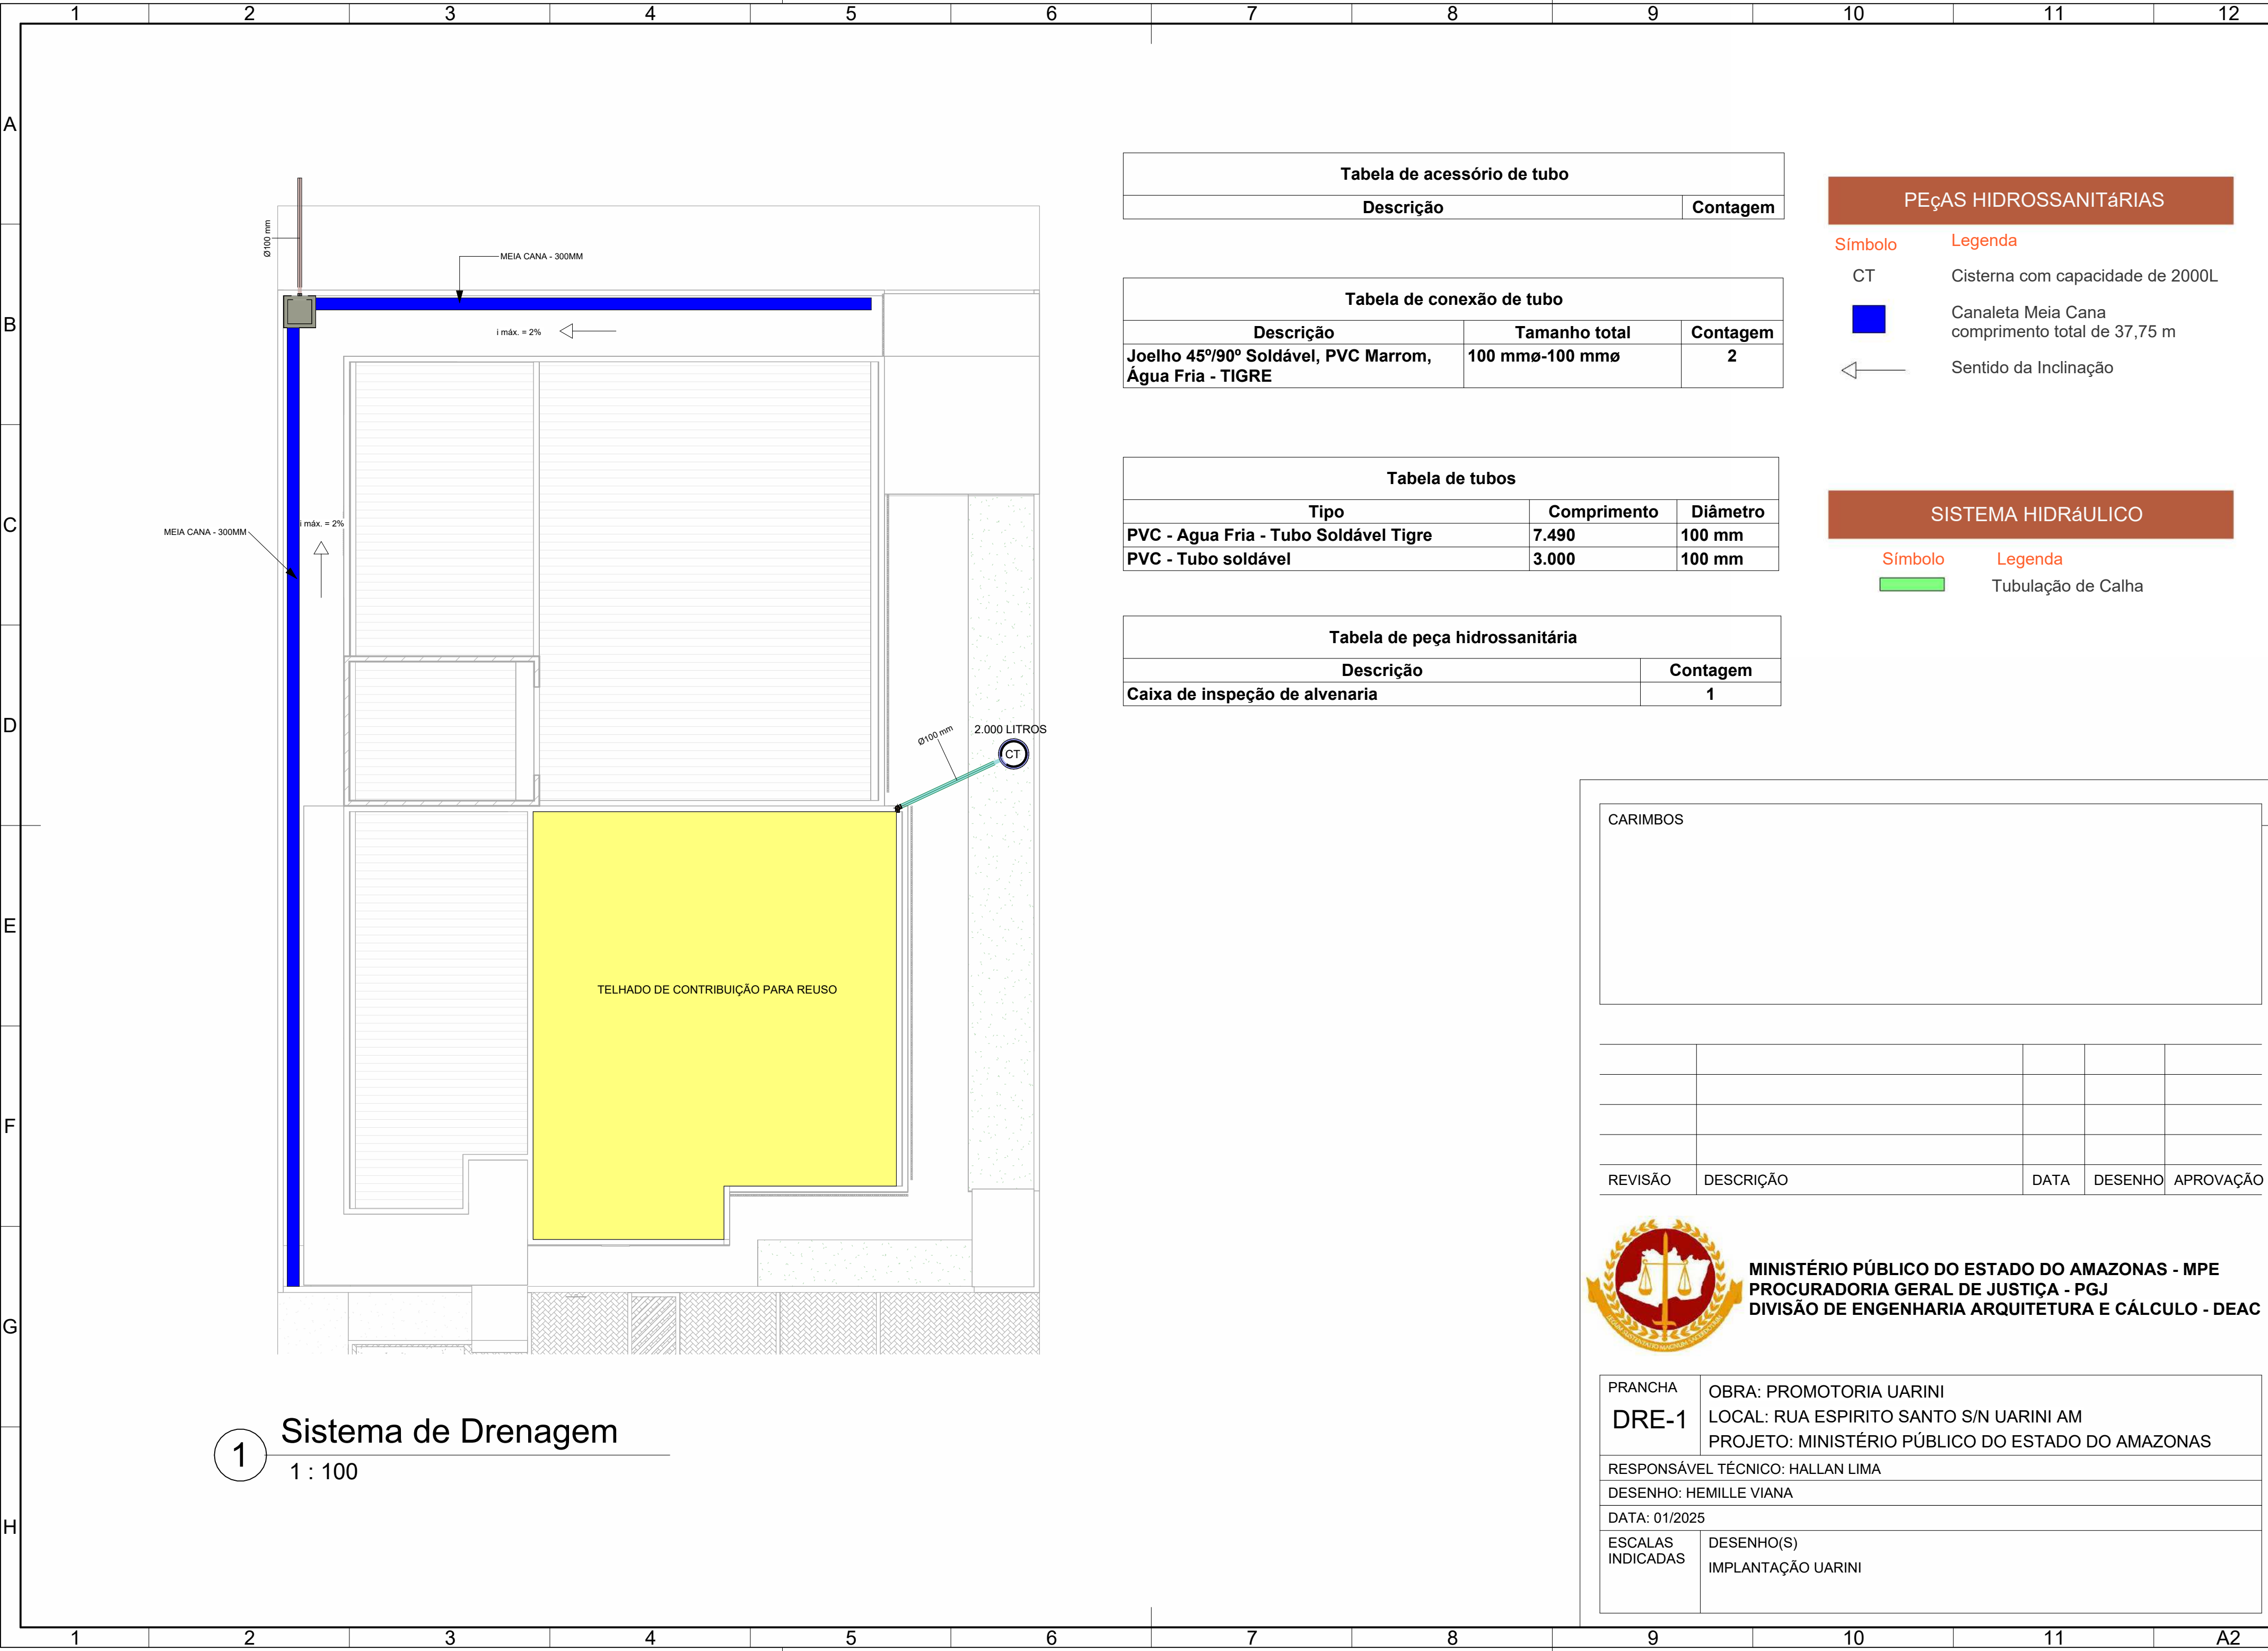 1 2 3 4 5 6 7 8 9 10 11 12
A
B
C
D
E
F
G
H
Ø100 mm
MEIA CANA - 300MM
i máx. = 2%
MEIA CANA - 300MM
i máx. = 2%
Ø100 mm
2.000 LITROS
CT
TELHADO DE CONTRIBUIÇÃO PARA REUSO
1
Sistema de Drenagem
1 : 100
Tabela de acessório de tubo
Descrição Contagem
Tabela de conexão de tubo
Descrição Tamanho total Contagem
Joelho 45º/90º Soldável, PVC Marrom, 100 mmø-100 mmø 2
Água Fria - TIGRE
Tabela de tubos
Tipo Comprimento Diâmetro
PVC - Agua Fria - Tubo Soldável Tigre 7.490 100 mm
PVC - Tubo soldável 3.000 100 mm
Tabela de peça hidrossanitária
Descrição Contagem
Caixa de inspeção de alvenaria 1
PEçAS HIDROSSANITáRIAS
Símbolo Legenda
CT Cisterna com capacidade de 2000L
Canaleta Meia Cana
comprimento total de 37,75 m
Sentido da Inclinação
SISTEMA HIDRáULICO
Símbolo Legenda
Tubulação de Calha
CARIMBOS
REVISÃO DESCRIÇÃO DATA DESENHO APROVAÇÃO
MINISTÉRIO PÚBLICO DO ESTADO DO AMAZONAS - MPE
PROCURADORIA GERAL DE JUSTIÇA - PGJ
DIVISÃO DE ENGENHARIA ARQUITETURA E CÁLCULO - DEAC
PRANCHA
DRE-1
OBRA: PROMOTORIA UARINI
LOCAL: RUA ESPIRITO SANTO S/N UARINI AM
PROJETO: MINISTÉRIO PÚBLICO DO ESTADO DO AMAZONAS
RESPONSÁVEL TÉCNICO: HALLAN LIMA
DESENHO: HEMILLE VIANA
DATA: 01/2025
ESCALAS
INDICADAS
DESENHO(S)
IMPLANTAÇÃO UARINI
1 2 3 4 5 6 7 8 9 10 11 A2